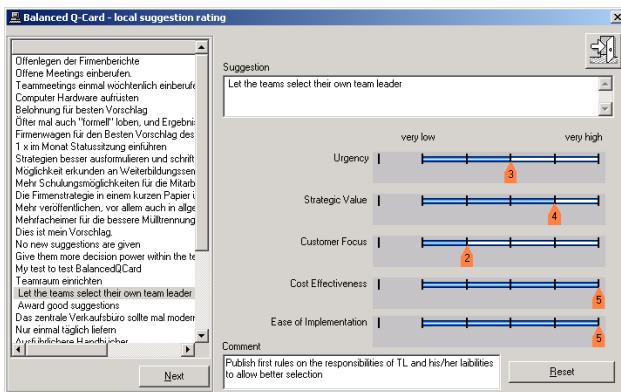 Balanced Q-Card - local suggestion rating
Offenlegen der Firmenberichte
Offene Meetings einberufen.
Teammeetings einmal wöchtenlich einberufe
Computer Hardware aufrüsten
Belohnung für besten Vorschlag
Öfter mal auch "formell" loben, und Ergebni
Firmenwagen für den Besten Vorschlag des
1 x im Monat Statussitzung einführen
Strategien besser ausformulieren und schrift
Möglichkeit erkunden an Weiterbildungssen
Mehr Schulungsmöglichkeiten für die Mitarb
Die Firmenstrategie in einem kurzen Papier
Mehr veröffentlichen, vor allem auch in allge
Mehrfacheimer für die bessere Mülltrennung
Dies ist mein Vorschlag.
No new suggestions are given
Give them more decision power within the te
My test to test BalancedQCard
Teamraum einrichten
Let the teams select their own team leader
Award good suggestions
Das zentrale Verkaufsbüro sollte mal moder
Nur einmal täglich liefern
Ausführlichere Handbücher
Next
Suggestion
Let the teams select their own team leader
very low very high
Urgency
3
Strategic Value
4
Customer Focus
2
Cost Effectiveness
5
Ease of Implementation
5
Comment
Publish first rules on the responsibilities of TL and his/her laibilities
to allow better selection
Reset